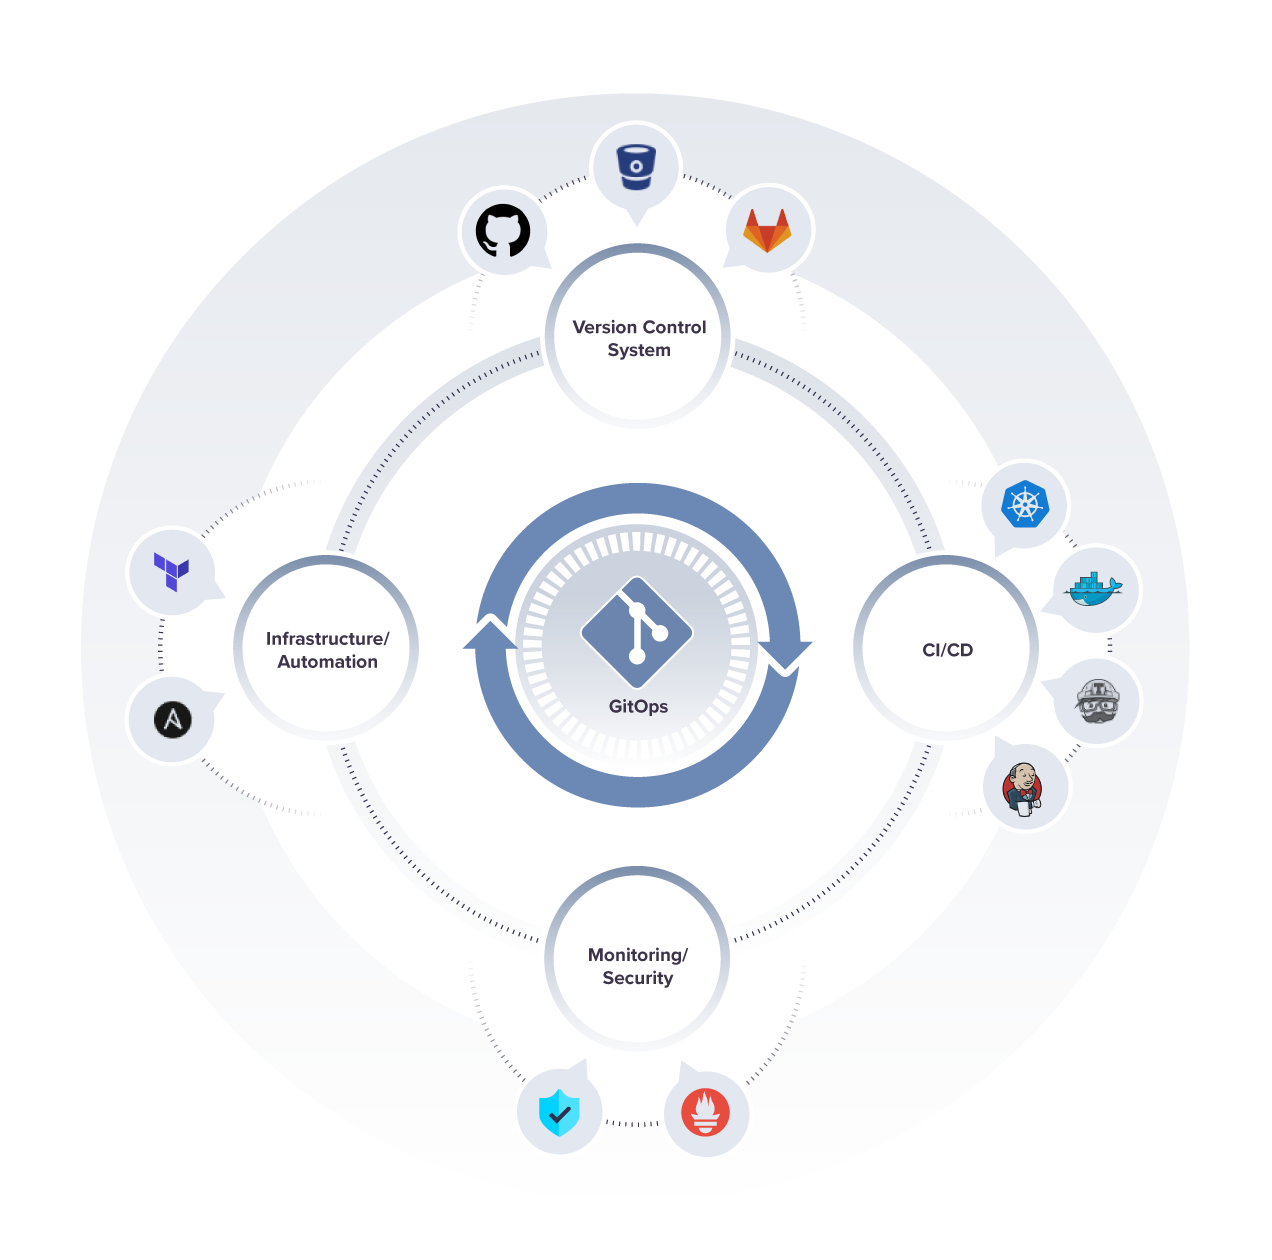 Version Control
System
Infrastructure/
Automation
GitOps
CI/CD
Monitoring/
Security